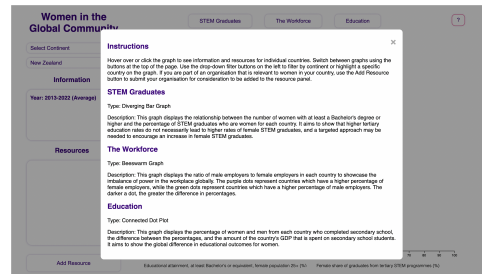 Women in the
Global Community
STEM Graduates
The Workforce
Education
?
Select Continent
New Zealand
Information
Year: 2013-2022 (Average)
Resources
Add Resource
×
Instructions
Hover over or click the graph to see information and resources for individual countries. Switch between graphs using the
buttons at the top of the page. Use the drop-down filter buttons on the left to filter by continent or highlight a specific
country on the graph. If you are part of an organisation that is relevant to women in your country, use the Add Resource
button to submit your organisation for consideration to be added to the resource panel.
STEM Graduates
Type: Diverging Bar Graph
Description: This graph displays the relationship between the number of women with at least a Bachelor's degree or
higher and the percentage of STEM graduates who are women for each country. It aims to show that higher tertiary
education rates do not necessarily lead to higher rates of female STEM graduates, and a targeted approach may be
needed to encourage an increase in female STEM graduates.
The Workforce
Type: Beeswarm Graph
Description: This graph displays the ratio of male employers to female employers in each country to showcase the
imbalance of power in the workplace globally. The purple dots represent countries which have a higher percentage of
female employers, while the green dots represent countries which have a higher percentage of male employers. The
darker a dot, the greater the difference in percentages.
Education
Type: Connected Dot Plot
Description: This graph displays the percentage of women and men from each country who completed secondary school,
the difference between the percentages, and the amount of the country's GDP that is spent on secondary school students.
It aims to show the global difference in educational outcomes for women.
70 80 90 100
Educational attainment, at least Bachelor's or equivalent, female population 25+ (%)
Female share of graduates from tertiary STEM programmes (%)